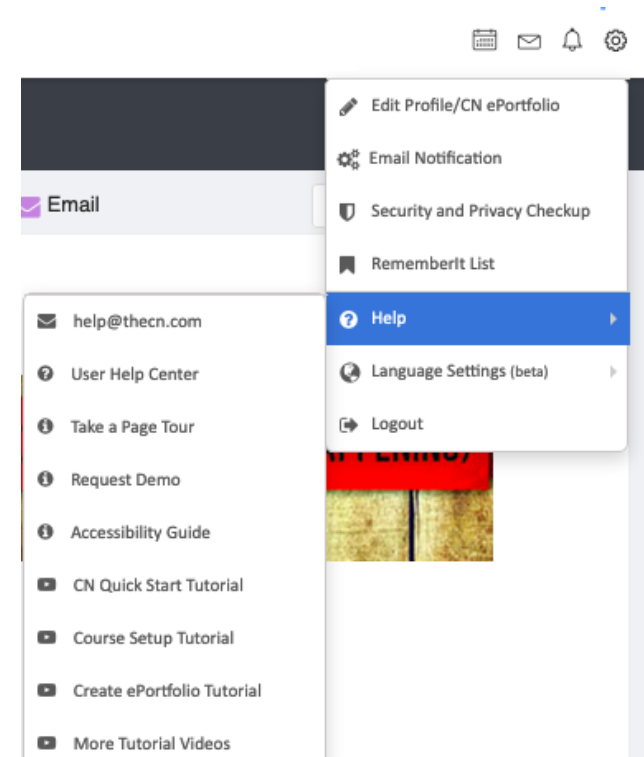 Edit Profile/CN ePortfolio
Email Notification
Email
Security and Privacy Checkup
RememberIt List
Help
Language Settings (beta)
Logout
help@thecn.com
User Help Center
Take a Page Tour
Request Demo
Accessibility Guide
CN Quick Start Tutorial
Course Setup Tutorial
Create ePortfolio Tutorial
More Tutorial Videos